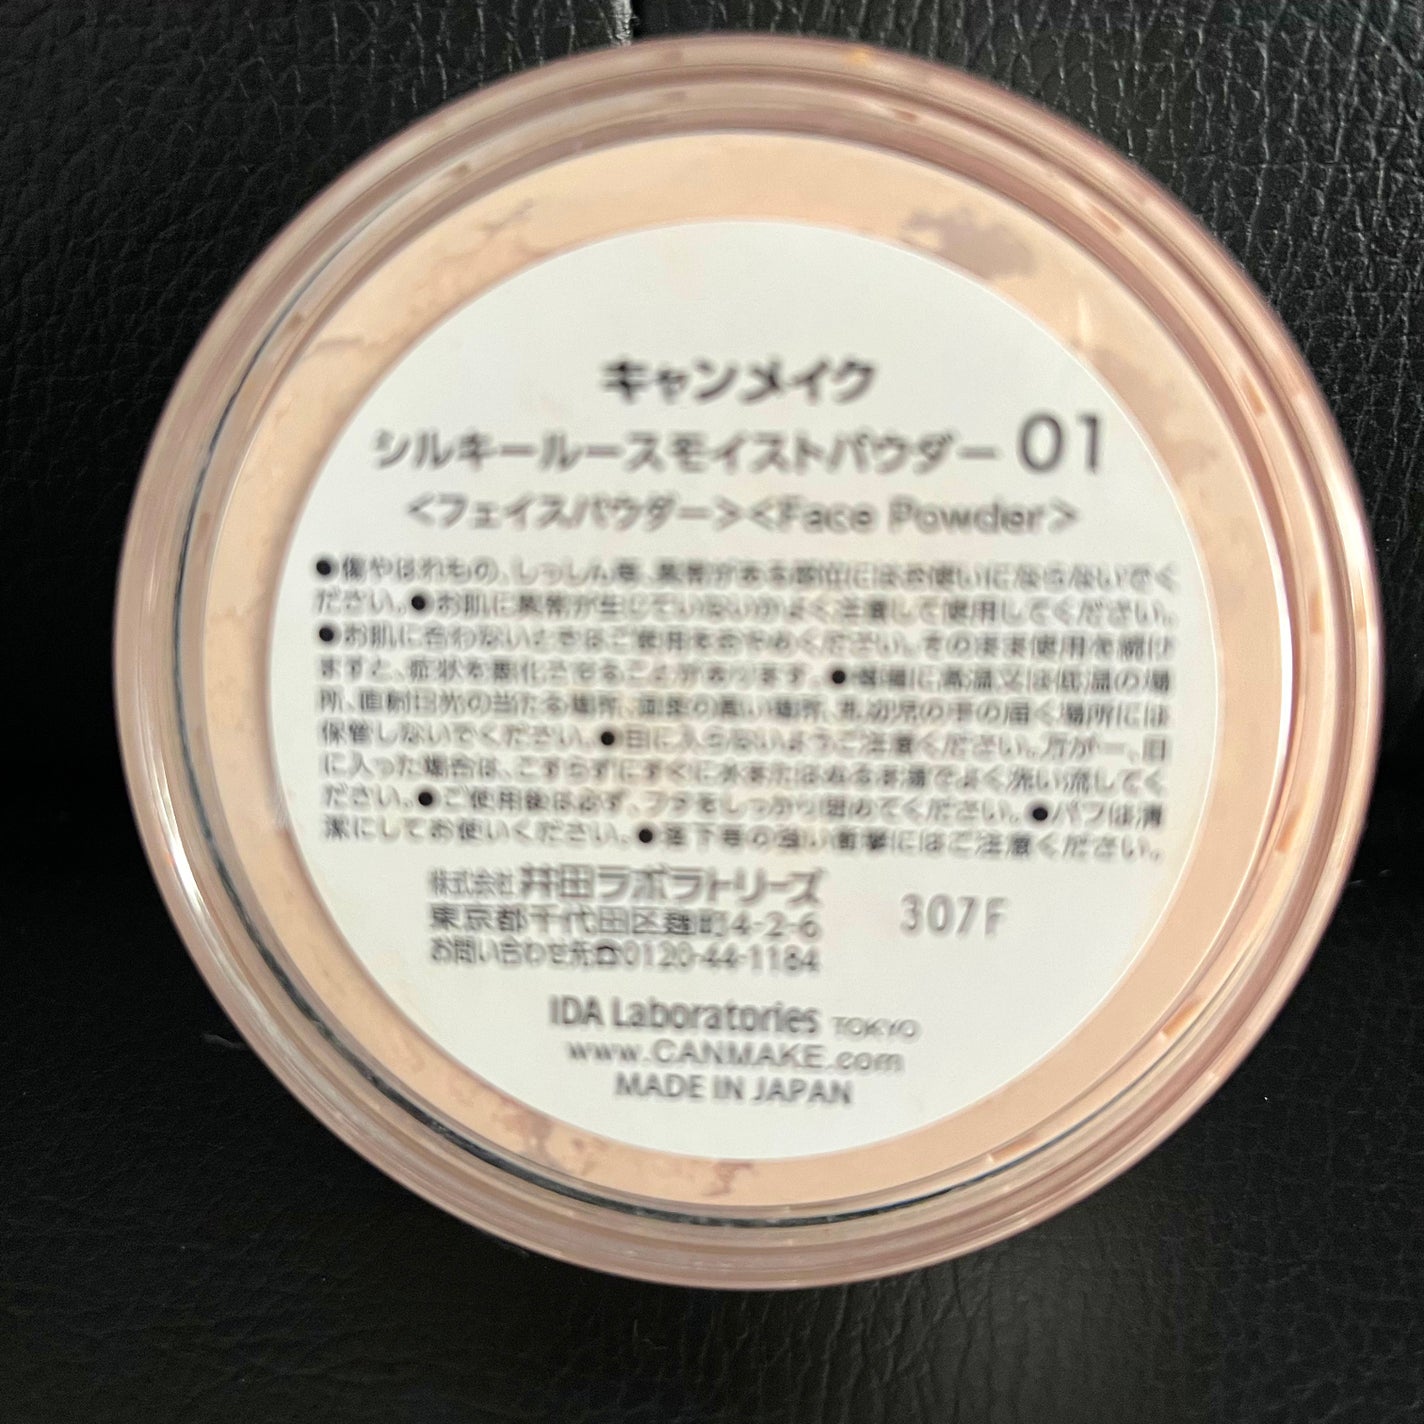 キャンメイク
シルキールースモイストパウダー 01
<フェイスパウダー><Face Powder>
●傷やはれもの、しっしん等、異常がある部位にはお使いにならないでく
ださい。●お肌に異常が生じていないかよく注意して使用してください。
●お肌に合わないときはご使用をおやめください。そのまま使用を続け
ますと、症状を悪化させることがあります。●極端に高温又は低温の場
所、直射日光の当たる場所、湿度の高い場所、乳幼児の手の届く場所には
保管しないでください。●目に入らないようご注意ください。万が一、目
に入った場合は、こすらずにすぐに水またはぬるま湯でよく洗い流してく
ださい。●ご使用後は必ず、フタをしっかり閉めてください。●パフは清
潔にしてお使いください。●落下等の強い衝撃にはご注意ください。
株式会社 井田ラボラトリーズ
東京都千代田区麹町4-2-6
お問い合わせ先☎0120-44-1184
307F
IDA Laboratories TOKYO
www.CANMAKE.com
MADE IN JAPAN